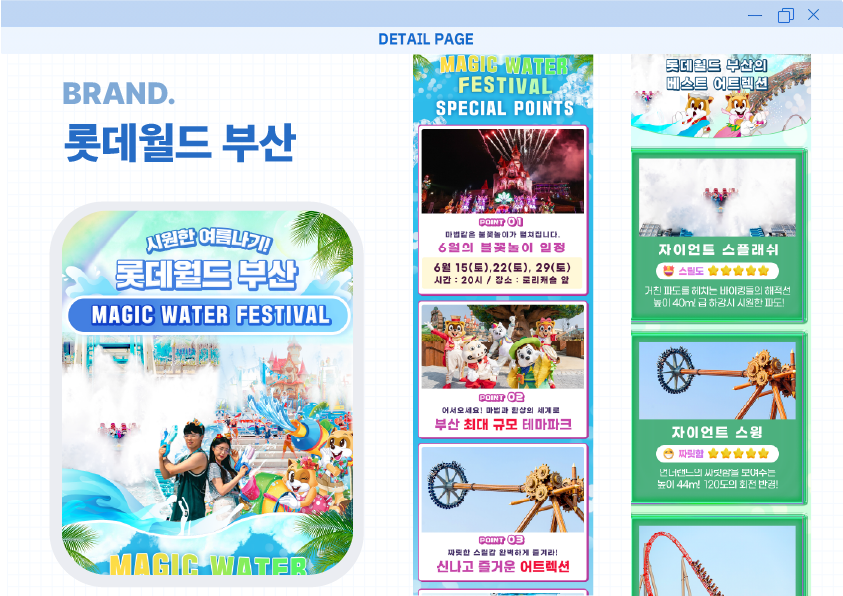 DETAIL PAGE
BRAND.
롯데월드 부산
시원한 여름나기!
롯데월드 부산
MAGIC WATER FESTIVAL
MAGIC WATER
MAGIC WATER
FESTIVAL
SPECIAL POINTS
POINT 01
마법같은 불꽃놀이가 펼쳐집니다.
6월의 불꽃놀이 일정
6월 15(토),22(토), 29(토)
시간 : 20시 / 장소 : 로리캐슬 앞
POINT 02
어서오세요! 마법과 환상의 세계로
부산 최대 규모 테마파크
POINT 03
짜릿한 스릴감 완벽하게 즐겨라!
신나고 즐거운 어트렉션
롯데월드 부산의
베스트 어트렉션
자이언트 스플래쉬
스릴도 ★★★★★
거친 파도를 헤치는 바이킹들의 해적선
높이 40m! 급 하강시 시원한 파도!
자이언트 스윙
짜릿함 ★★★★★
언더랜드의 짜릿함을 보여주는
높이 44m! 120도의 회전 반경!